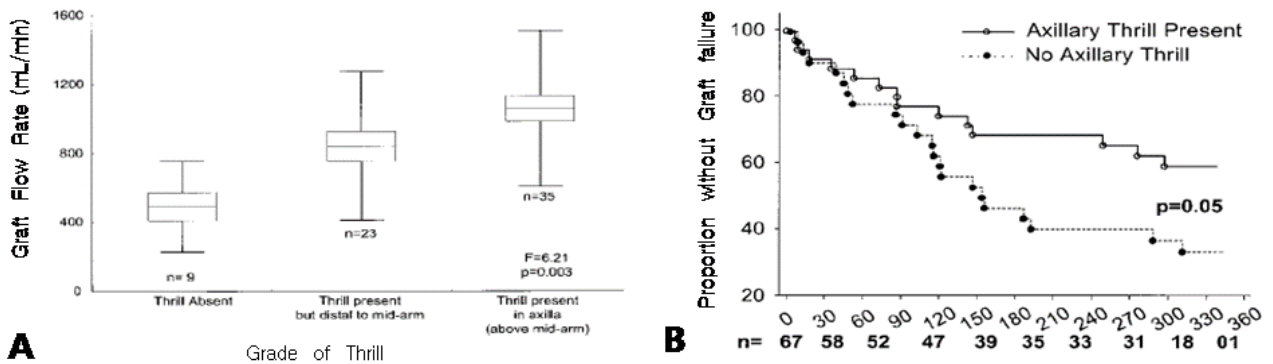 1600
1200
800
400
0
Graft Flow Rate (mL/min)
n= 9
n=23
n=35
F=6.21
p=0.003
Thrill Absent
Thrill present
but distal to mid-arm
Thrill present
in axilla
(above mid-arm)
Grade of Thrill
A
B
100
80
60
40
20
Proportion without Graft failure
Axillary Thrill Present
No Axillary Thrill
p=0.05
0 30 60 90 120 150 180 210 240 270 300 330 360
n= 67 58 52 47 39 35 33 31 18 01